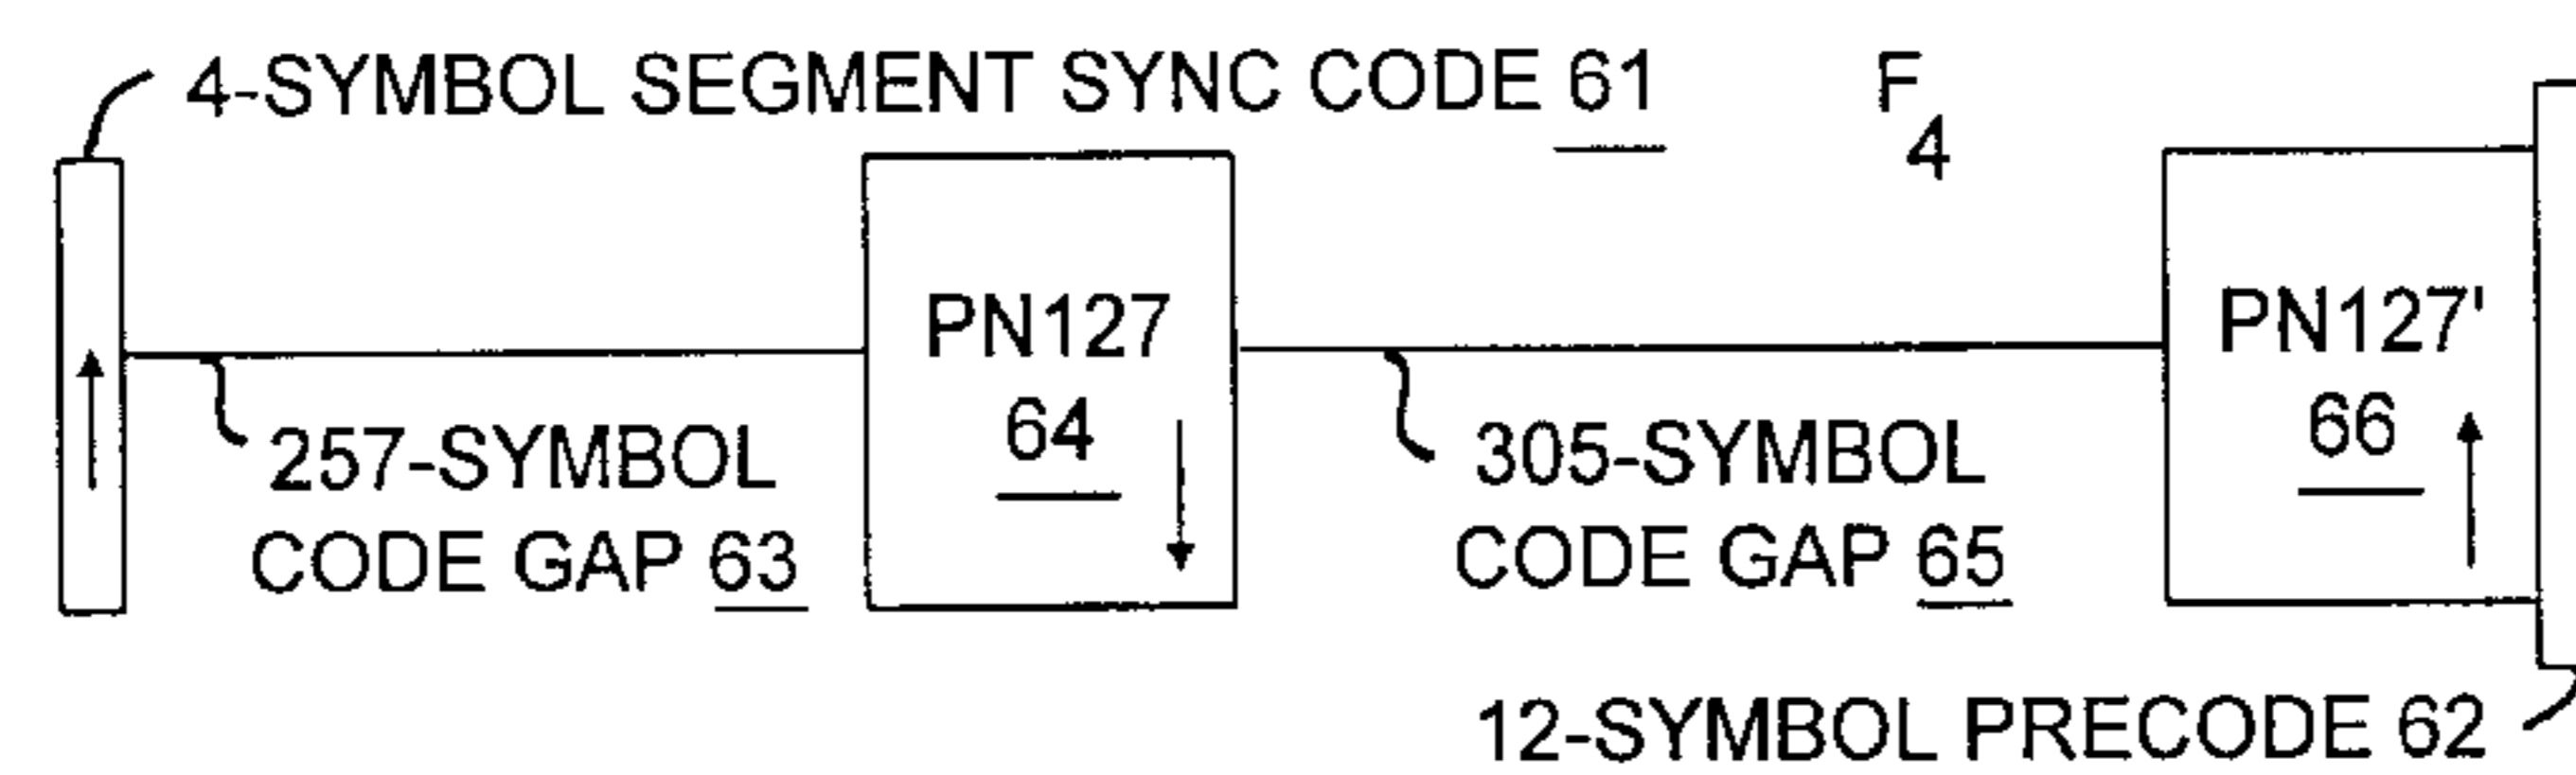 4-SYMBOL SEGMENT SYNC CODE 61
F4
PN127
64
PN127'
66
257-SYMBOL
CODE GAP 63
305-SYMBOL
CODE GAP 65
12-SYMBOL PRECODE 62